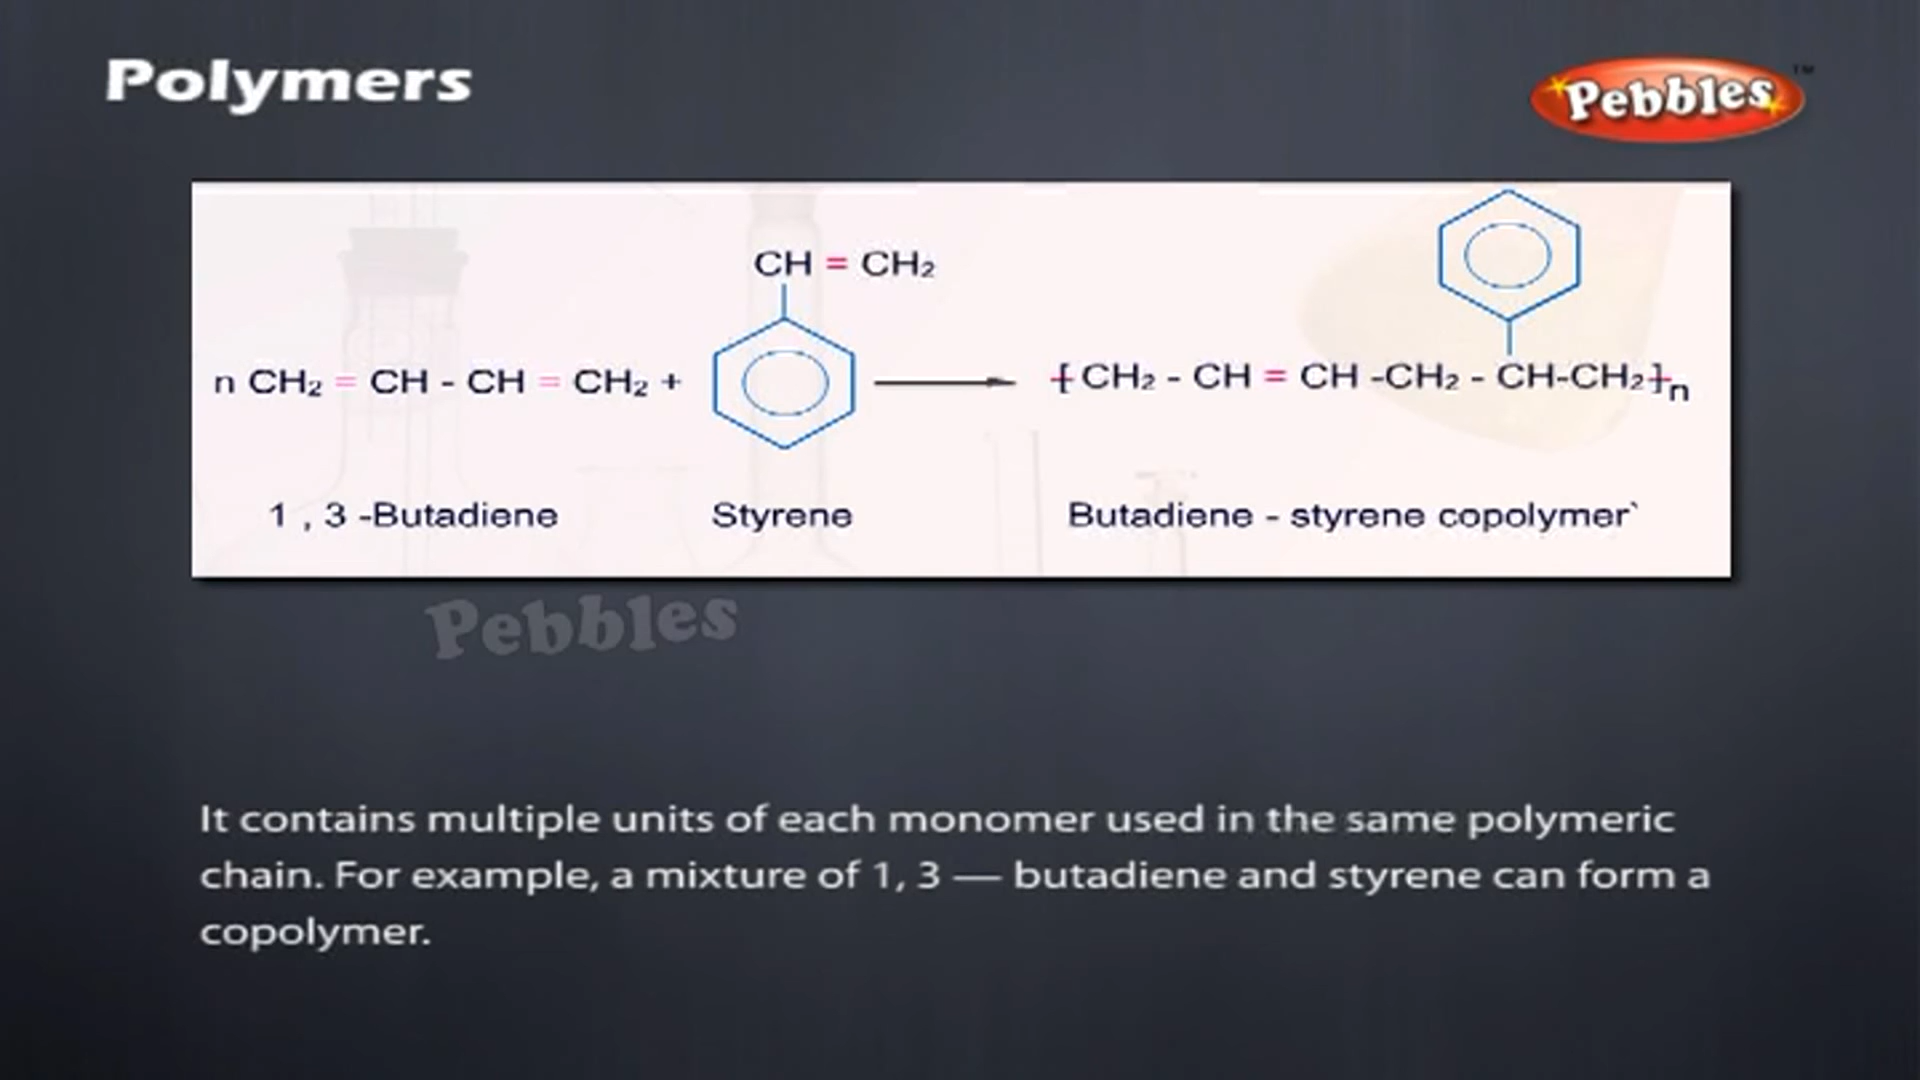 Polymers
Pebbles™
CH = CH₂
n CH₂ = CH - CH = CH₂ +
[ CH₂ - CH = CH -CH₂ - CH-CH₂ ]n
1 , 3 -Butadiene
Styrene
Butadiene - styrene copolymer`
Pebbles
It contains multiple units of each monomer used in the same polymeric
chain. For example, a mixture of 1, 3 — butadiene and styrene can form a
copolymer.